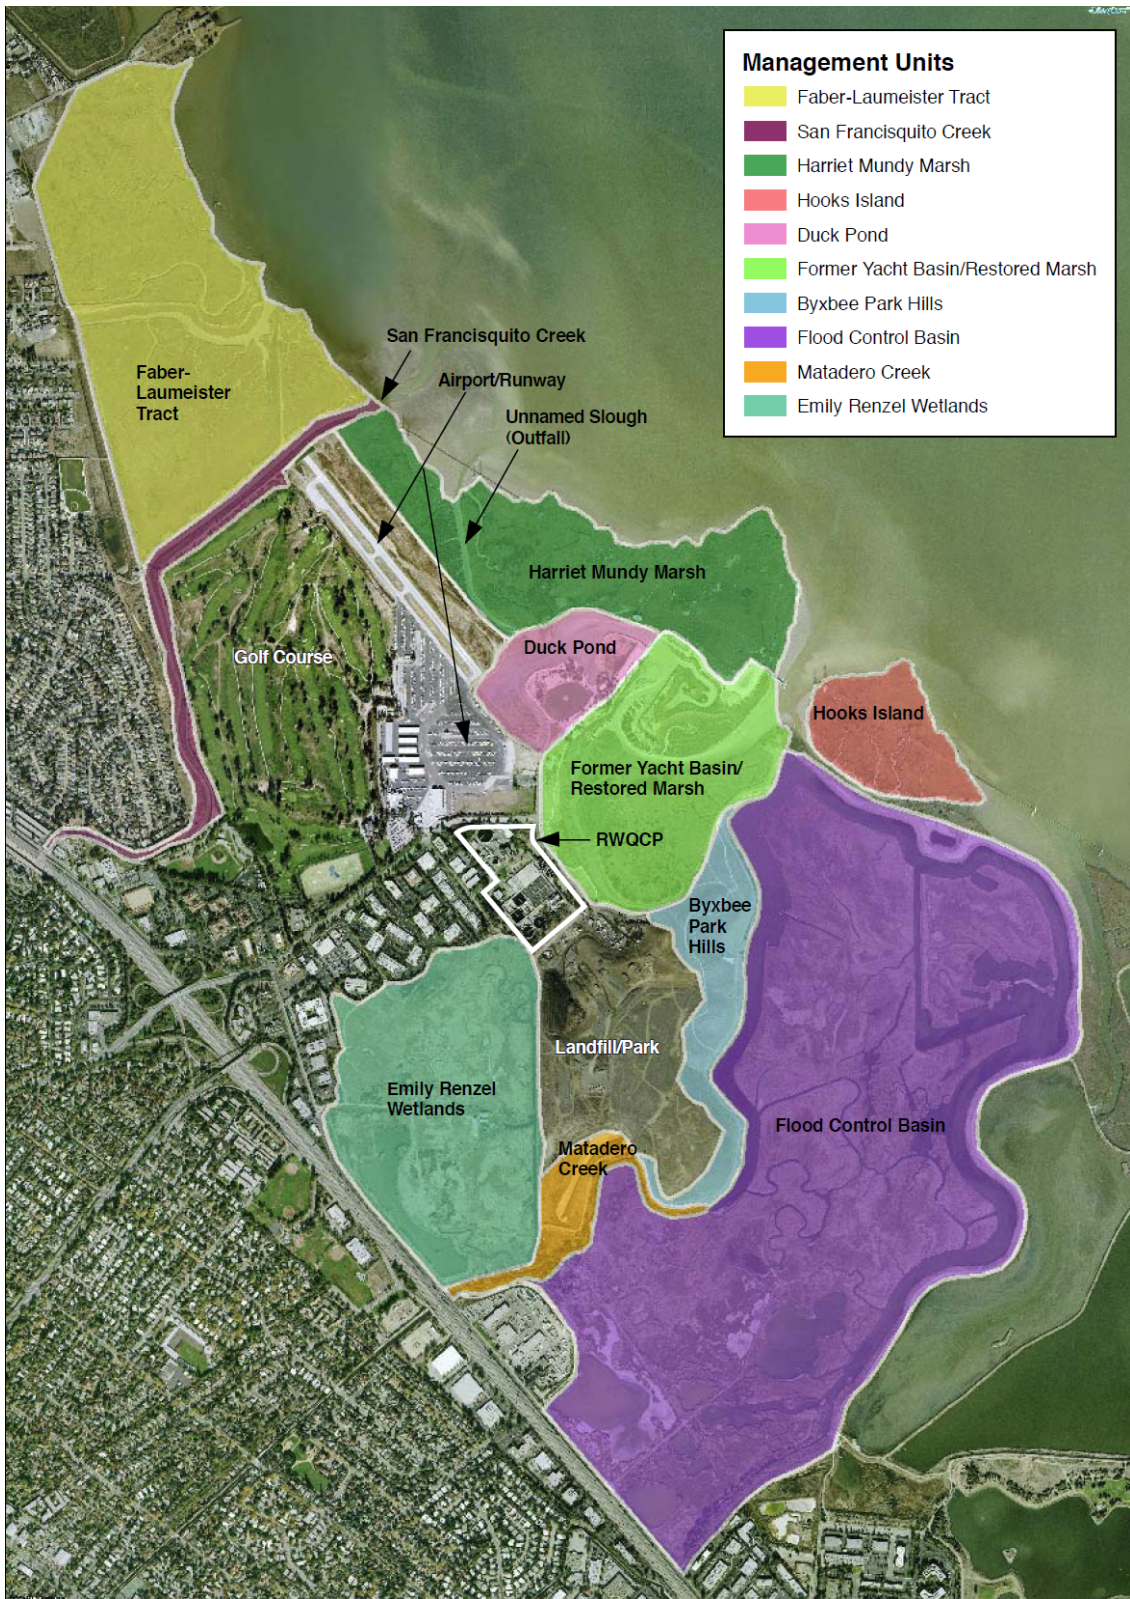 Management Units
Faber-Laumeister Tract
San Francisquito Creek
Harriet Mundy Marsh
Hooks Island
Duck Pond
Former Yacht Basin/Restored Marsh
Byxbee Park Hills
Flood Control Basin
Matadero Creek
Emily Renzel Wetlands
San Francisquito Creek
Airport/Runway
Faber-
Laumeister
Tract
Unnamed Slough
(Outfall)
Harriet Mundy Marsh
Duck Pond
Golf Course
Hooks Island
Former Yacht Basin/
Restored Marsh
RWQCP
Byxbee
Park
Hills
Landfill/Park
Emily Renzel
Wetlands
Flood Control Basin
Matadero
Creek